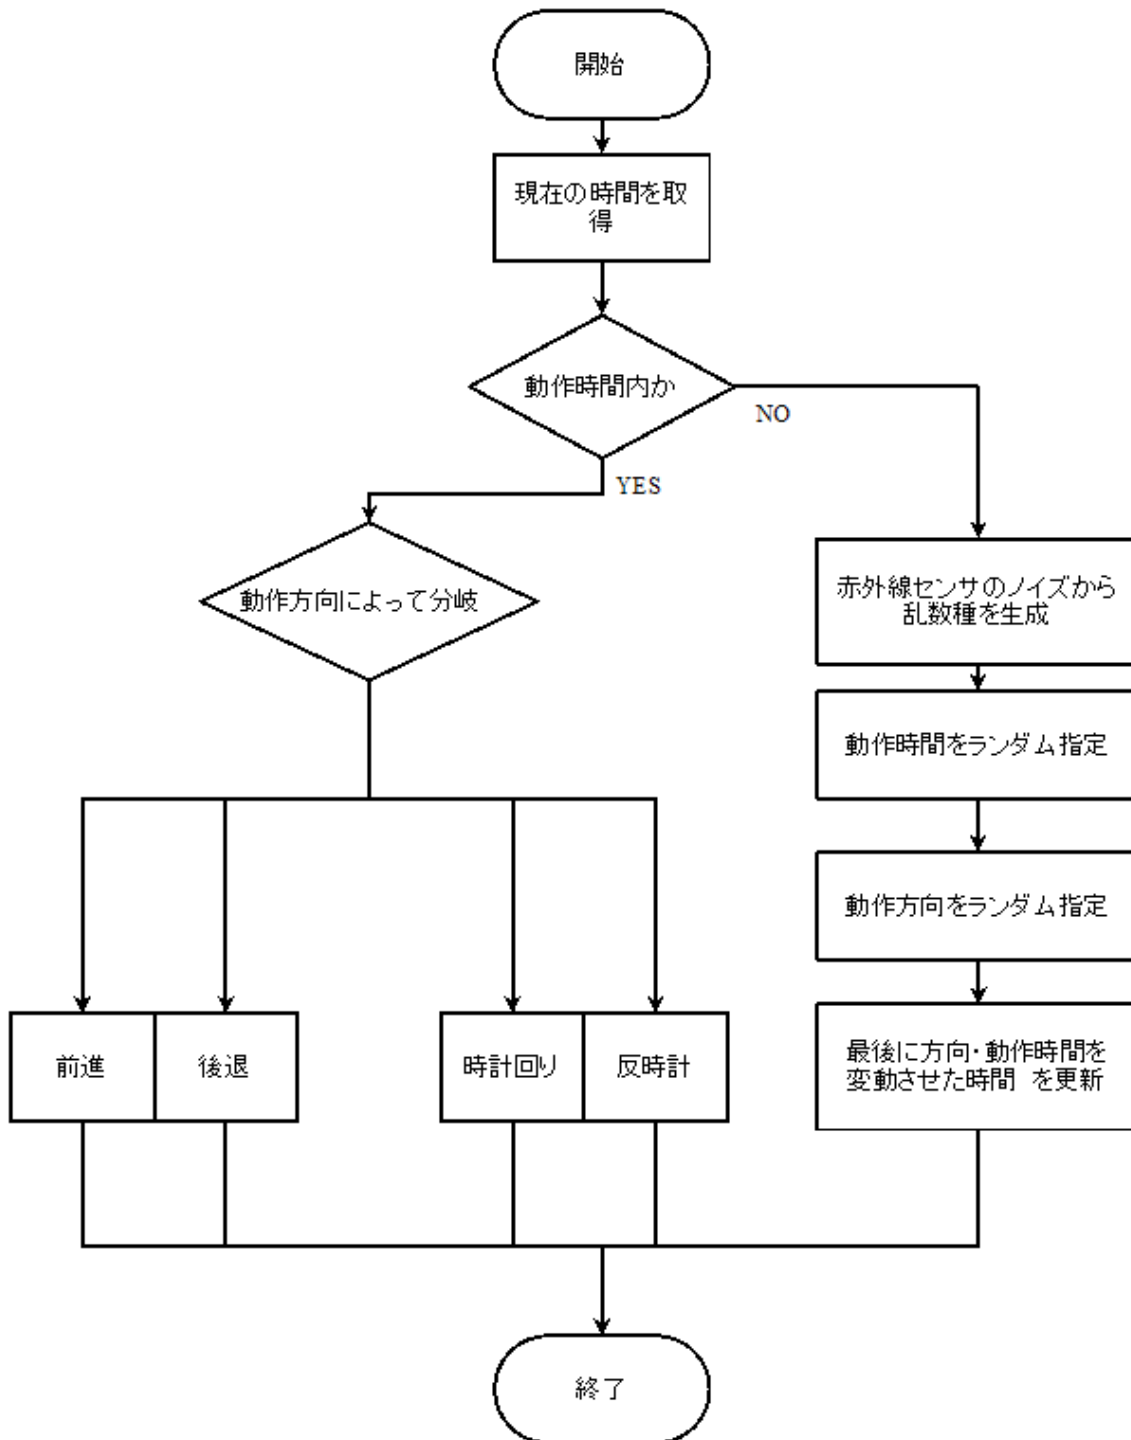 開始
現在の時間を取
得
動作時間内か
NO
YES
動作方向によって分岐
赤外線センサのノイズから
乱数種を生成
動作時間をランダム指定
動作方向をランダム指定
前進
後退
時計回り
反時計
最後に方向・動作時間を
変動させた時間 を更新
終了